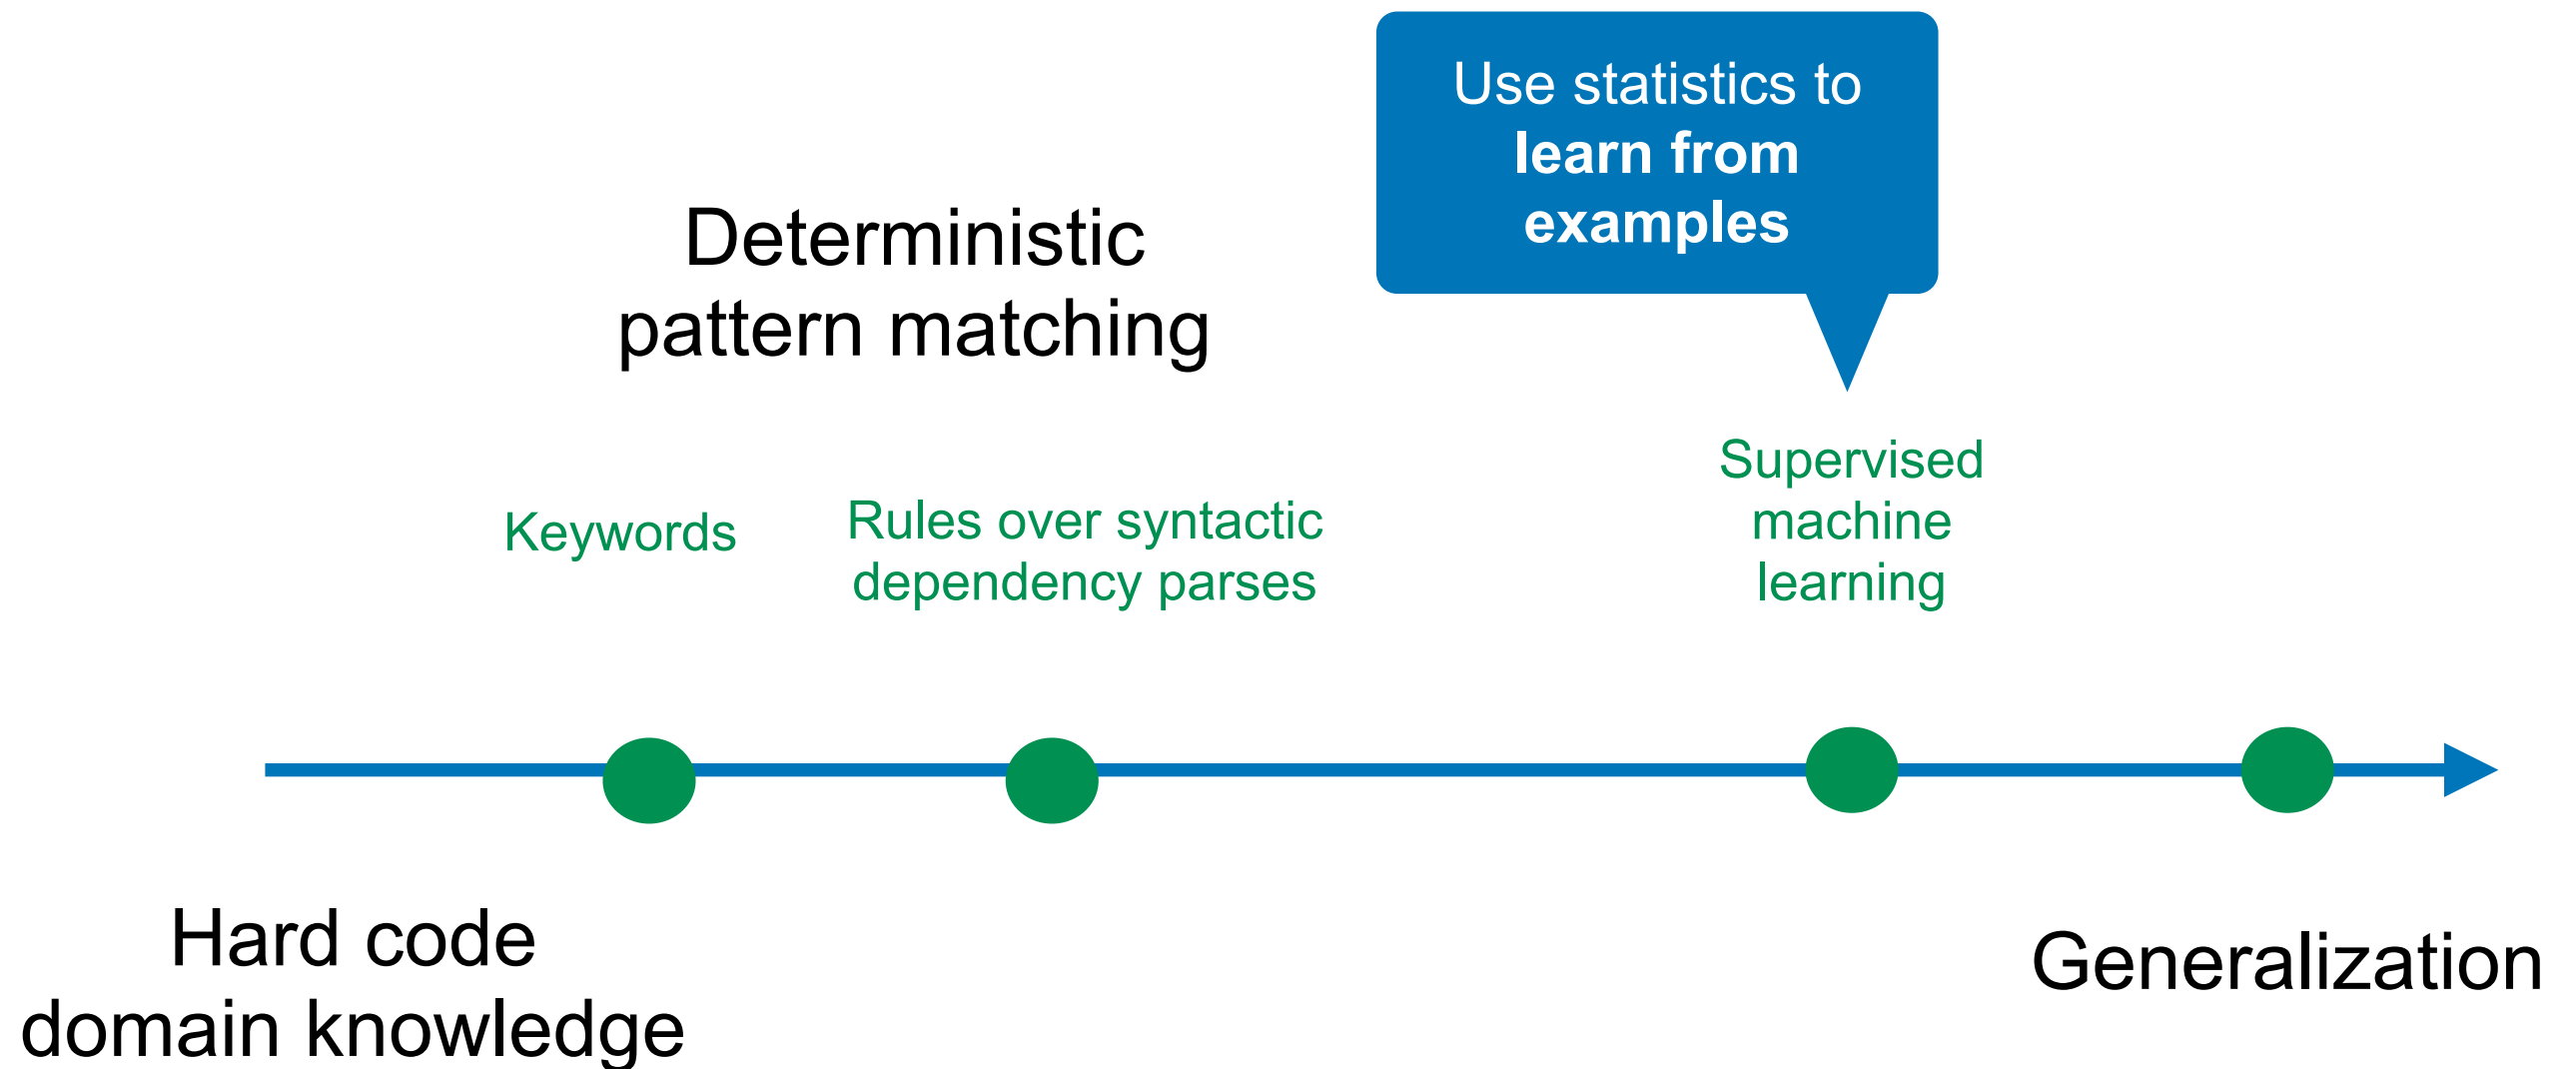 Use statistics to
learn from
examples
Deterministic
pattern matching
Keywords
Rules over syntactic
dependency parses
Supervised
machine
learning
Hard code
domain knowledge
Generalization